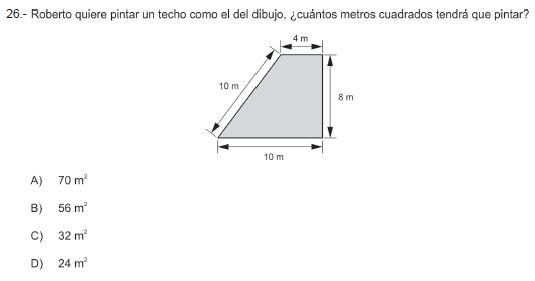 26.- Roberto quiere pintar un techo como el del dibujo, ¿cuántos metros cuadrados tendrá que pintar?
4 m
10 m
8 m
10 m
A) 70 m²
B) 56 m²
C) 32 m²
D) 24 m²